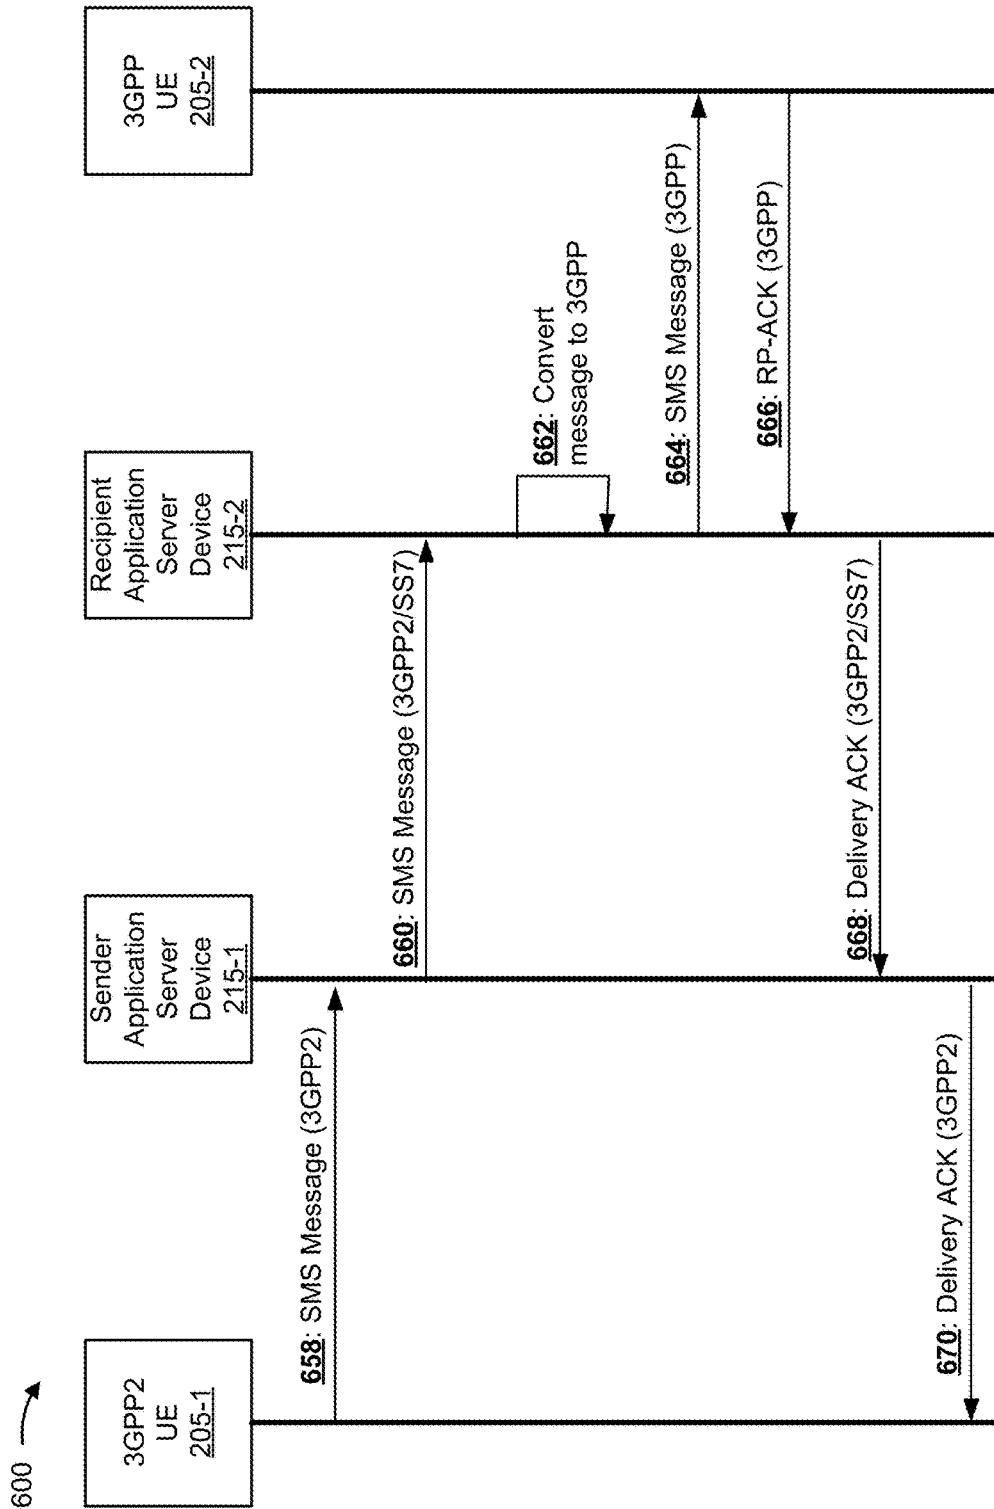 600
3GPP2
UE
205-1
Sender
Application
Server
Device
215-1
Recipient
Application
Server
Device
215-2
3GPP
UE
205-2
658: SMS Message (3GPP2)
660: SMS Message (3GPP2/SS7)
662: Convert
message to 3GPP
664: SMS Message (3GPP)
666: RP-ACK (3GPP)
668: Delivery ACK (3GPP2/SS7)
670: Delivery ACK (3GPP2)